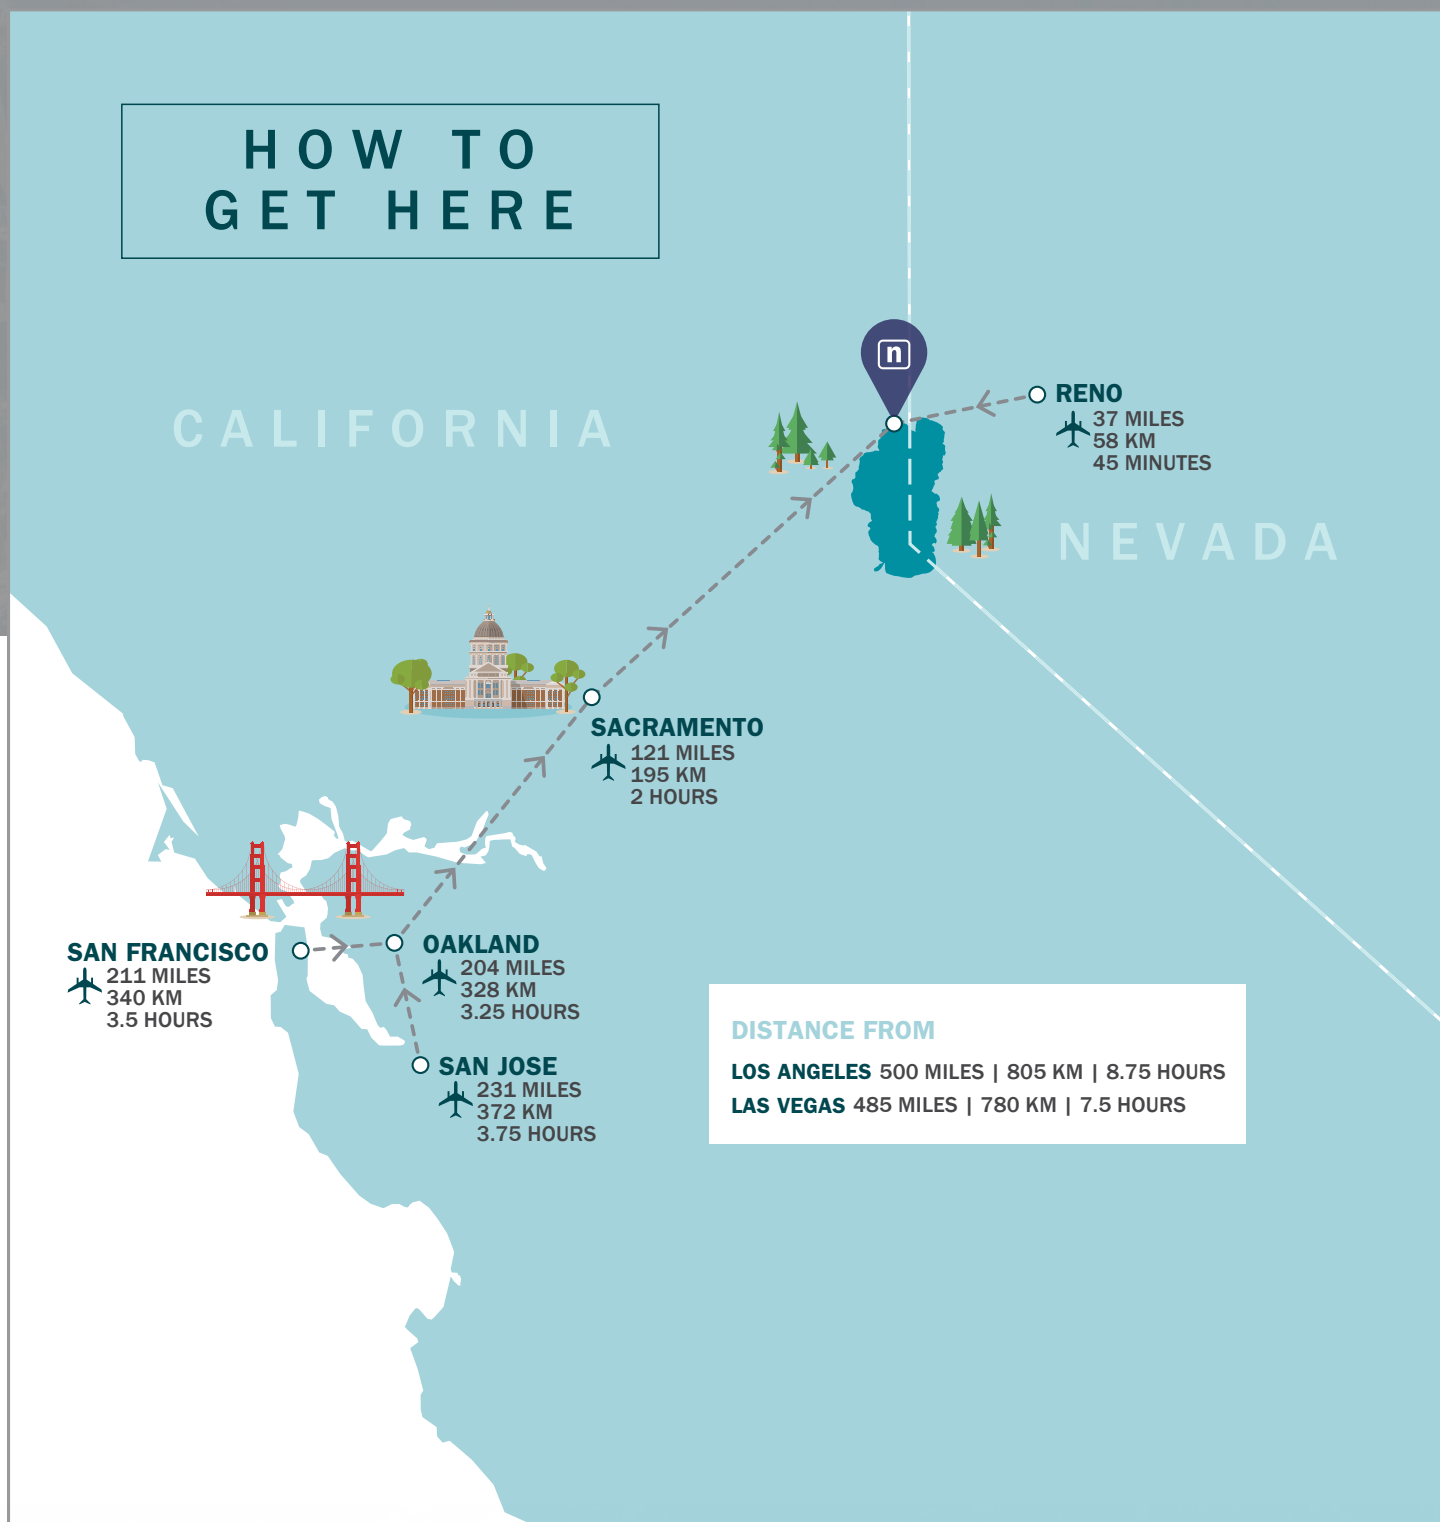 HOW TO
GET HERE
CALIFORNIA
n
RENO
37 MILES
58 KM
45 MINUTES
NEVADA
SACRAMENTO
121 MILES
195 KM
2 HOURS
SAN FRANCISCO
211 MILES
340 KM
3.5 HOURS
OAKLAND
204 MILES
328 KM
3.25 HOURS
SAN JOSE
231 MILES
372 KM
3.75 HOURS
DISTANCE FROM
LOS ANGELES 500 MILES | 805 KM | 8.75 HOURS
LAS VEGAS 485 MILES | 780 KM | 7.5 HOURS